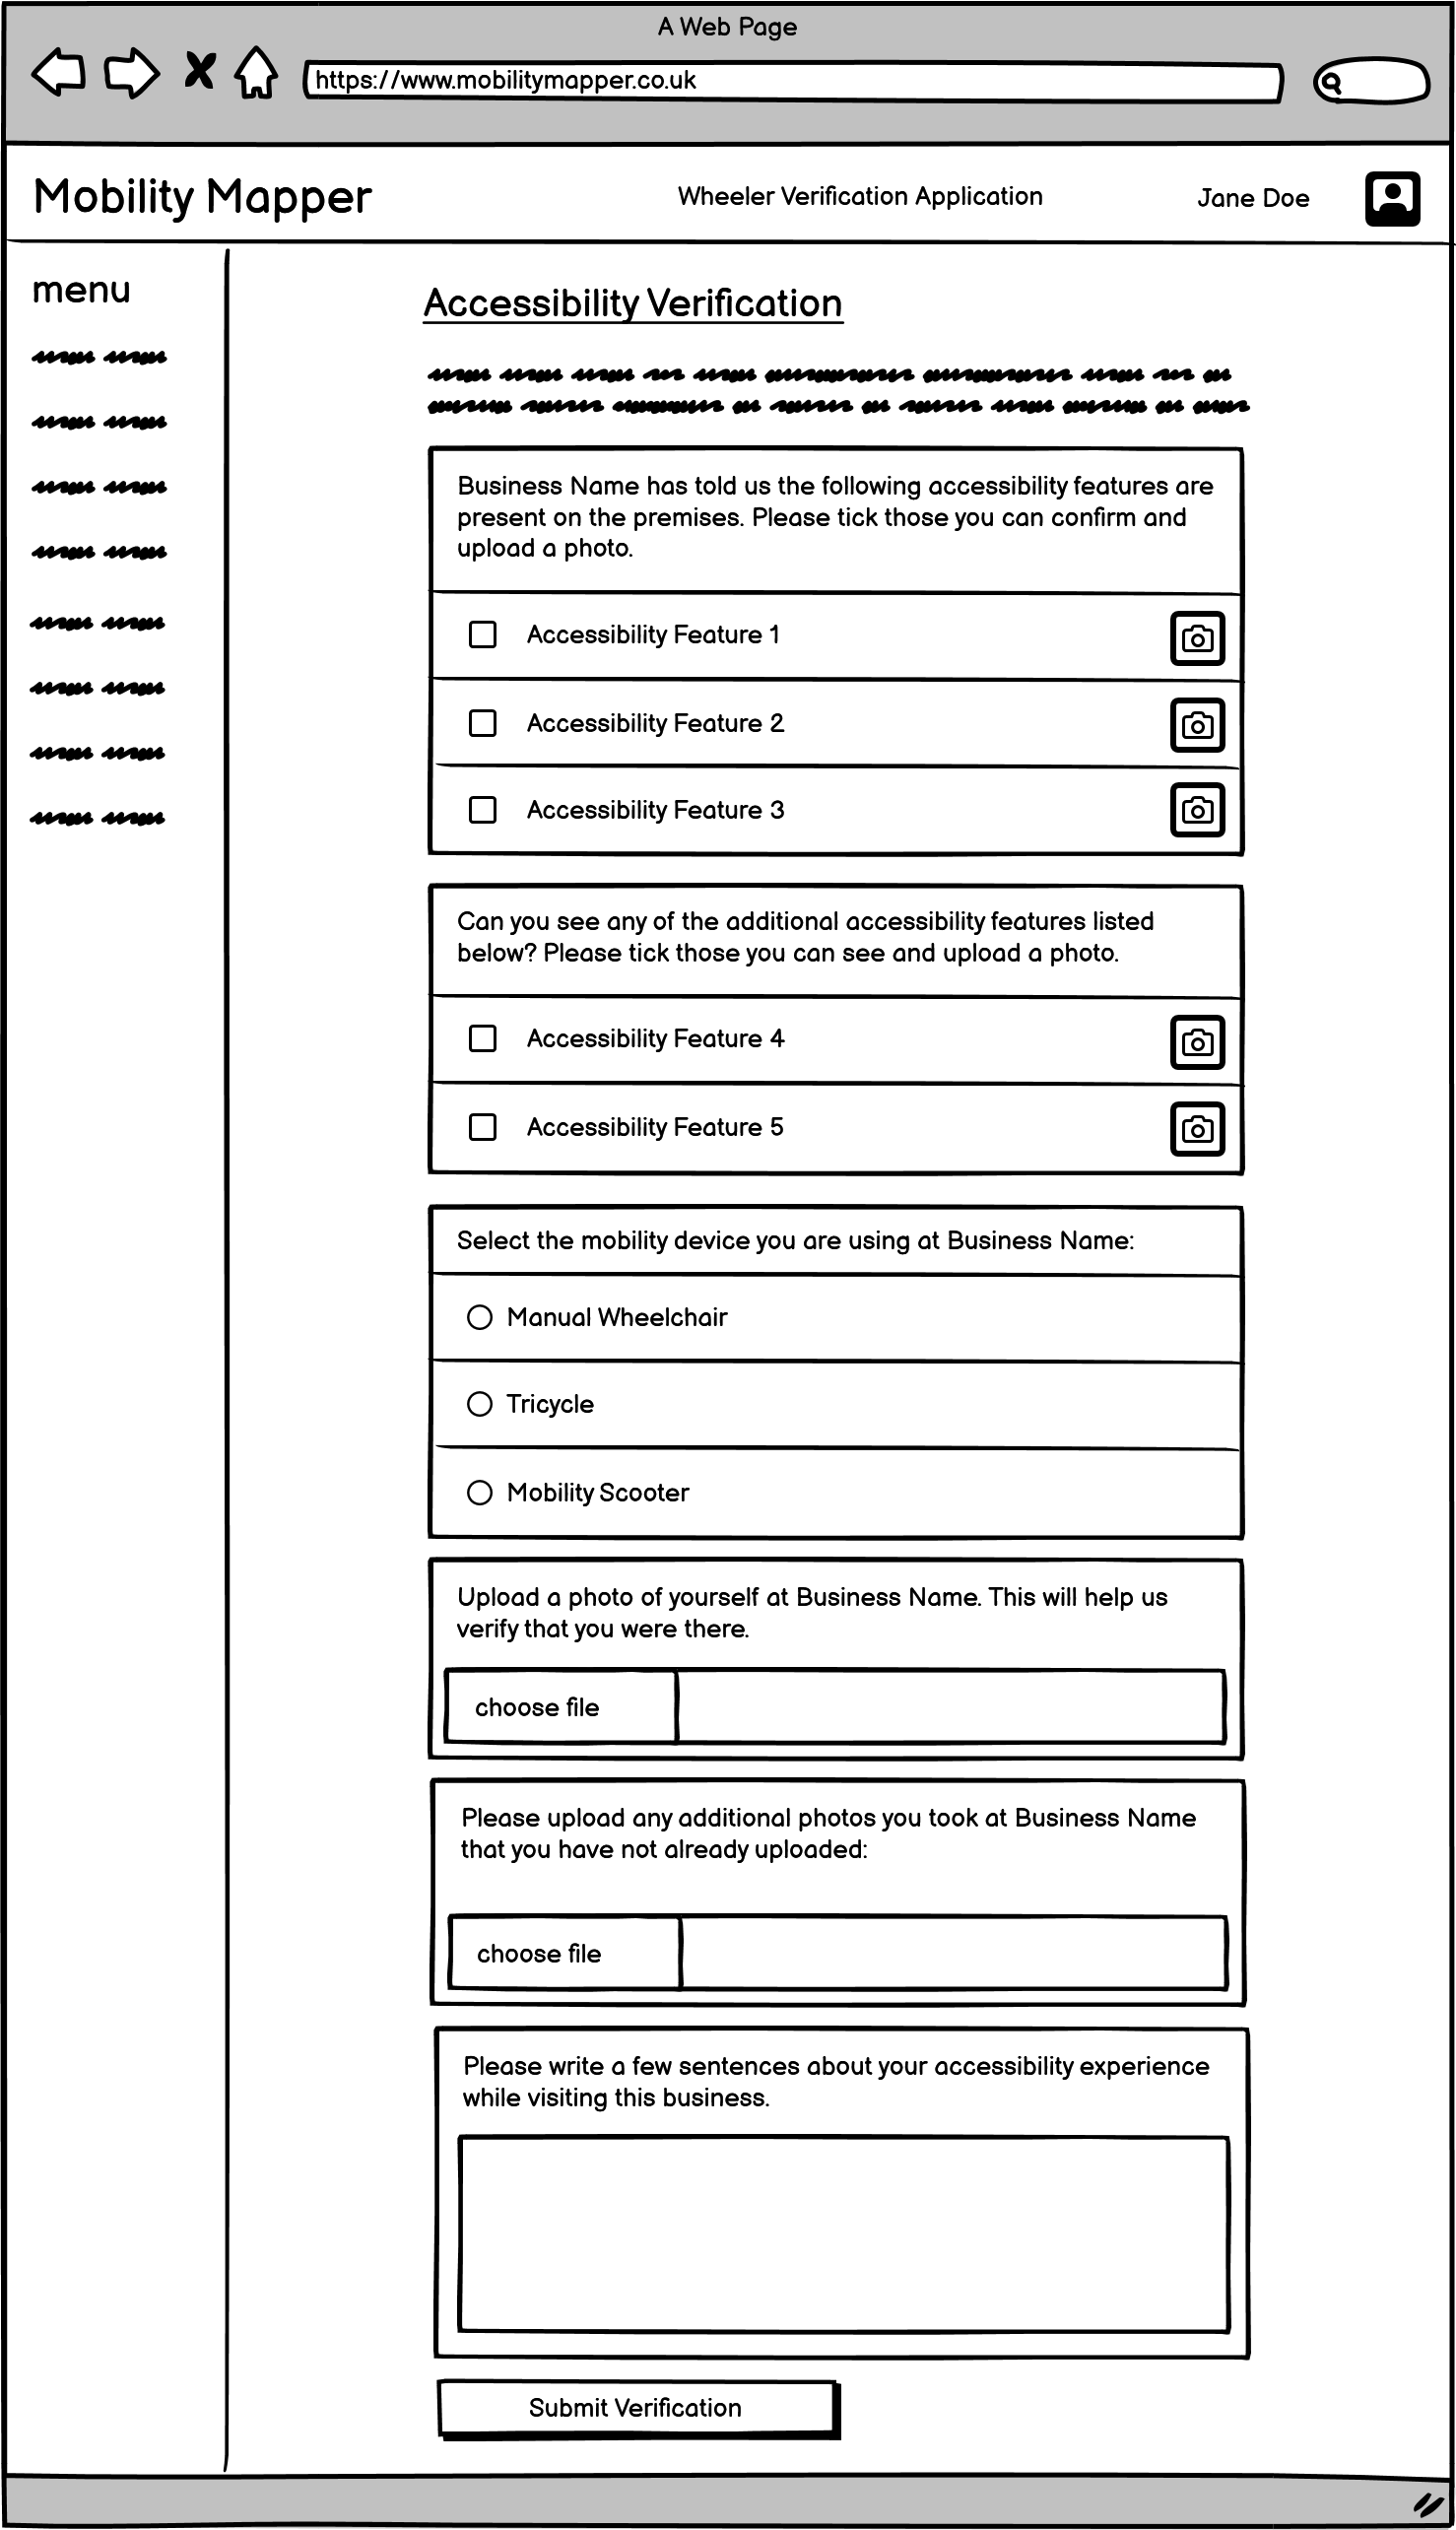 A Web Page
https://www.mobilitymapper.co.uk
Mobility Mapper
Wheeler Verification Application
Jane Doe
menu
Accessibility Verification
Business Name has told us the following accessibility features are
present on the premises. Please tick those you can confirm and
upload a photo.
Accessibility Feature 1
Accessibility Feature 2
Accessibility Feature 3
Can you see any of the additional accessibility features listed
below? Please tick those you can see and upload a photo.
Accessibility Feature 4
Accessibility Feature 5
Select the mobility device you are using at Business Name:
Manual Wheelchair
Tricycle
Mobility Scooter
Upload a photo of yourself at Business Name. This will help us
verify that you were there.
choose file
Please upload any additional photos you took at Business Name
that you have not already uploaded:
choose file
Please write a few sentences about your accessibility experience
while visiting this business.
Submit Verification